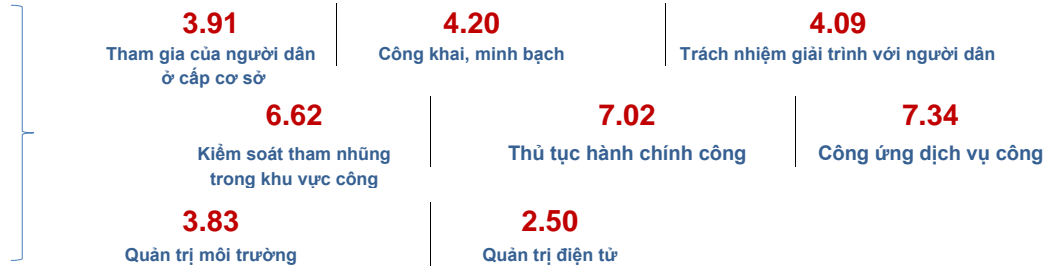 3.91 4.20 4.09
Tham gia của người dân Công khai, minh bạch Trách nhiệm giải trình với người dân
ở cấp cơ sở
6.62 7.02 7.34
Kiểm soát tham nhũng Thủ tục hành chính công Công ứng dịch vụ công
trong khu vực công
3.83 2.50
Quản trị môi trường Quản trị điện tử